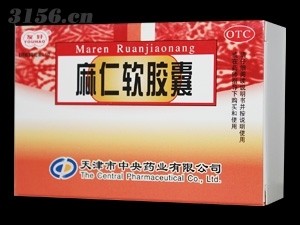 3156.cn
Maren Ruanjiaonang
OTC
麻仁软胶囊
天津市中央药业有限公司
The Central Pharmaceutical Co., Ltd.